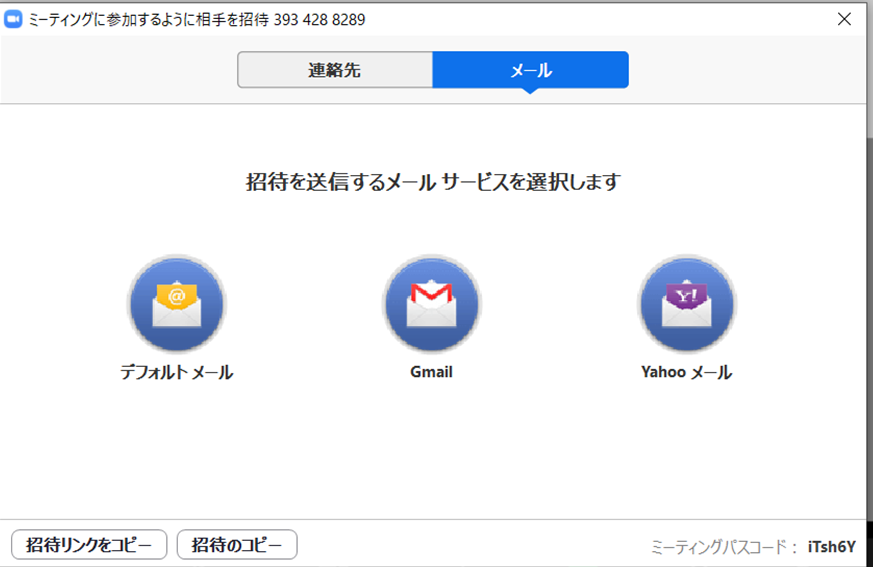 ミーティングに参加するように相手を招待 393 428 8289
連絡先
メール
招待を送信するメール サービスを選択します
@
Y!
デフォルト メール
Gmail
Yahoo メール
招待リンクをコピー
招待のコピー
ミーティングパスコード： iTsh6Y